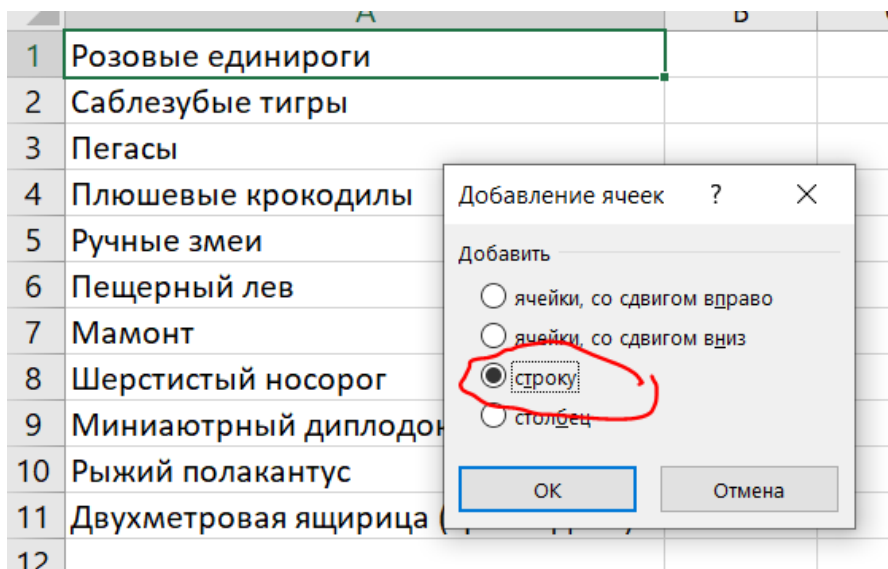 A B
1 Розовые единироги
2 Саблезубые тигры
3 Пегасы
4 Плюшевые крокодилы
5 Ручные змеи
6 Пещерный лев
7 Мамонт
8 Шерстистый носорог
9 Миниаютрный диплодок
10 Рыжий полакантус
11 Двухметровая ящирица (
12
Добавление ячеек ?
Добавить
ячейки, со сдвигом вправо
ячейки, со сдвигом вниз
строку
столбец
ОК Отмена